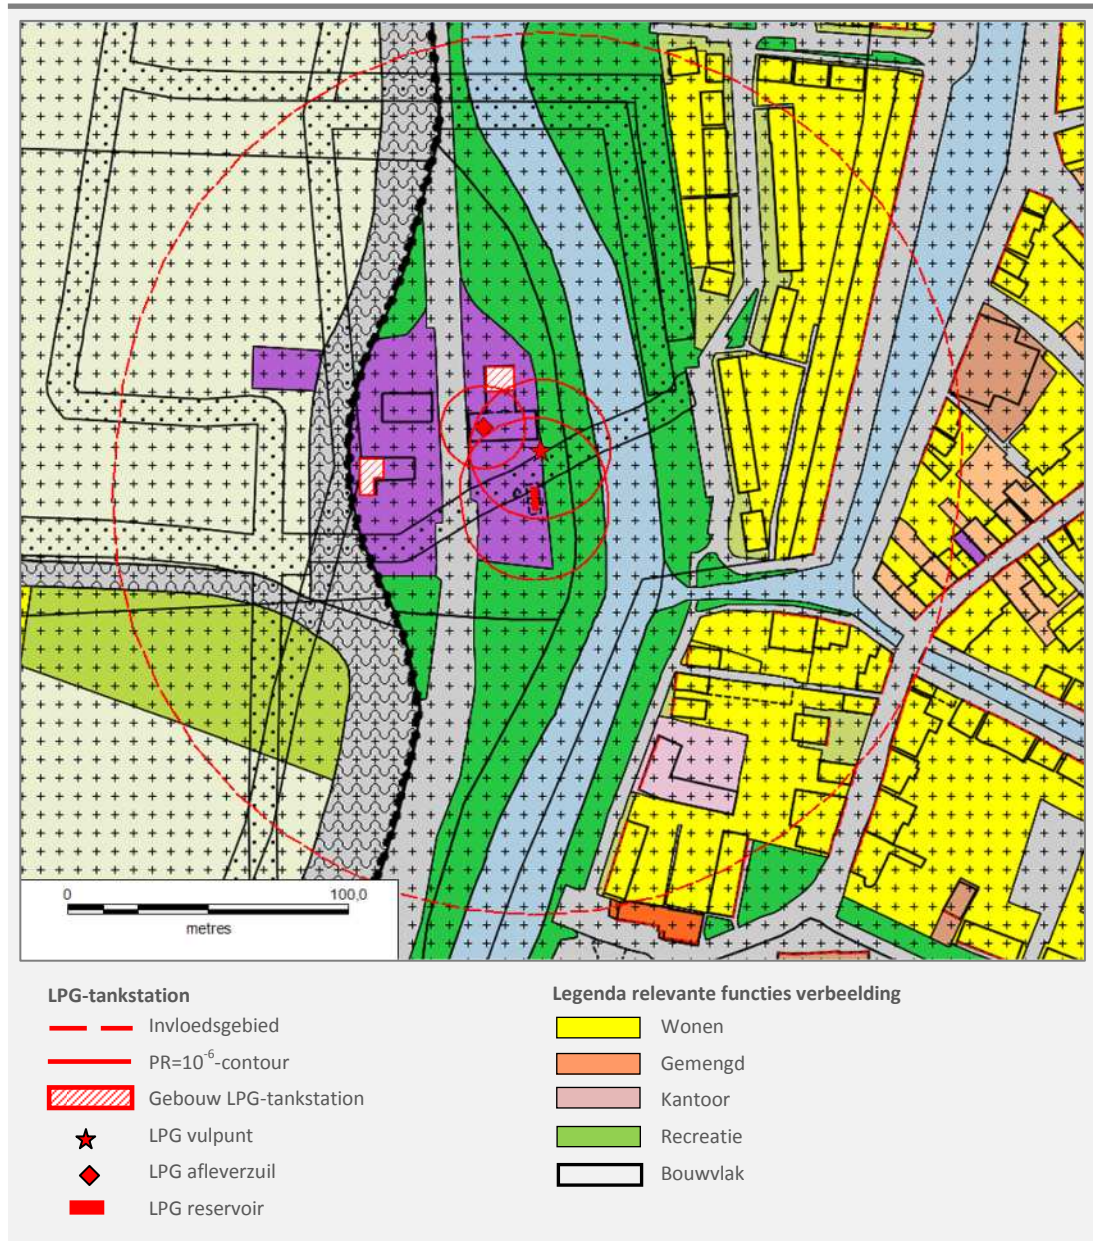 0 100,0
metres
LPG-tankstation
Invloedsgebied
PR=10-6-contour
Gebouw LPG-tankstation
LPG vulpunt
LPG afleverzuil
LPG reservoir
Legenda relevante functies verbeelding
Wonen
Gemengd
Kantoor
Recreatie
Bouwvlak